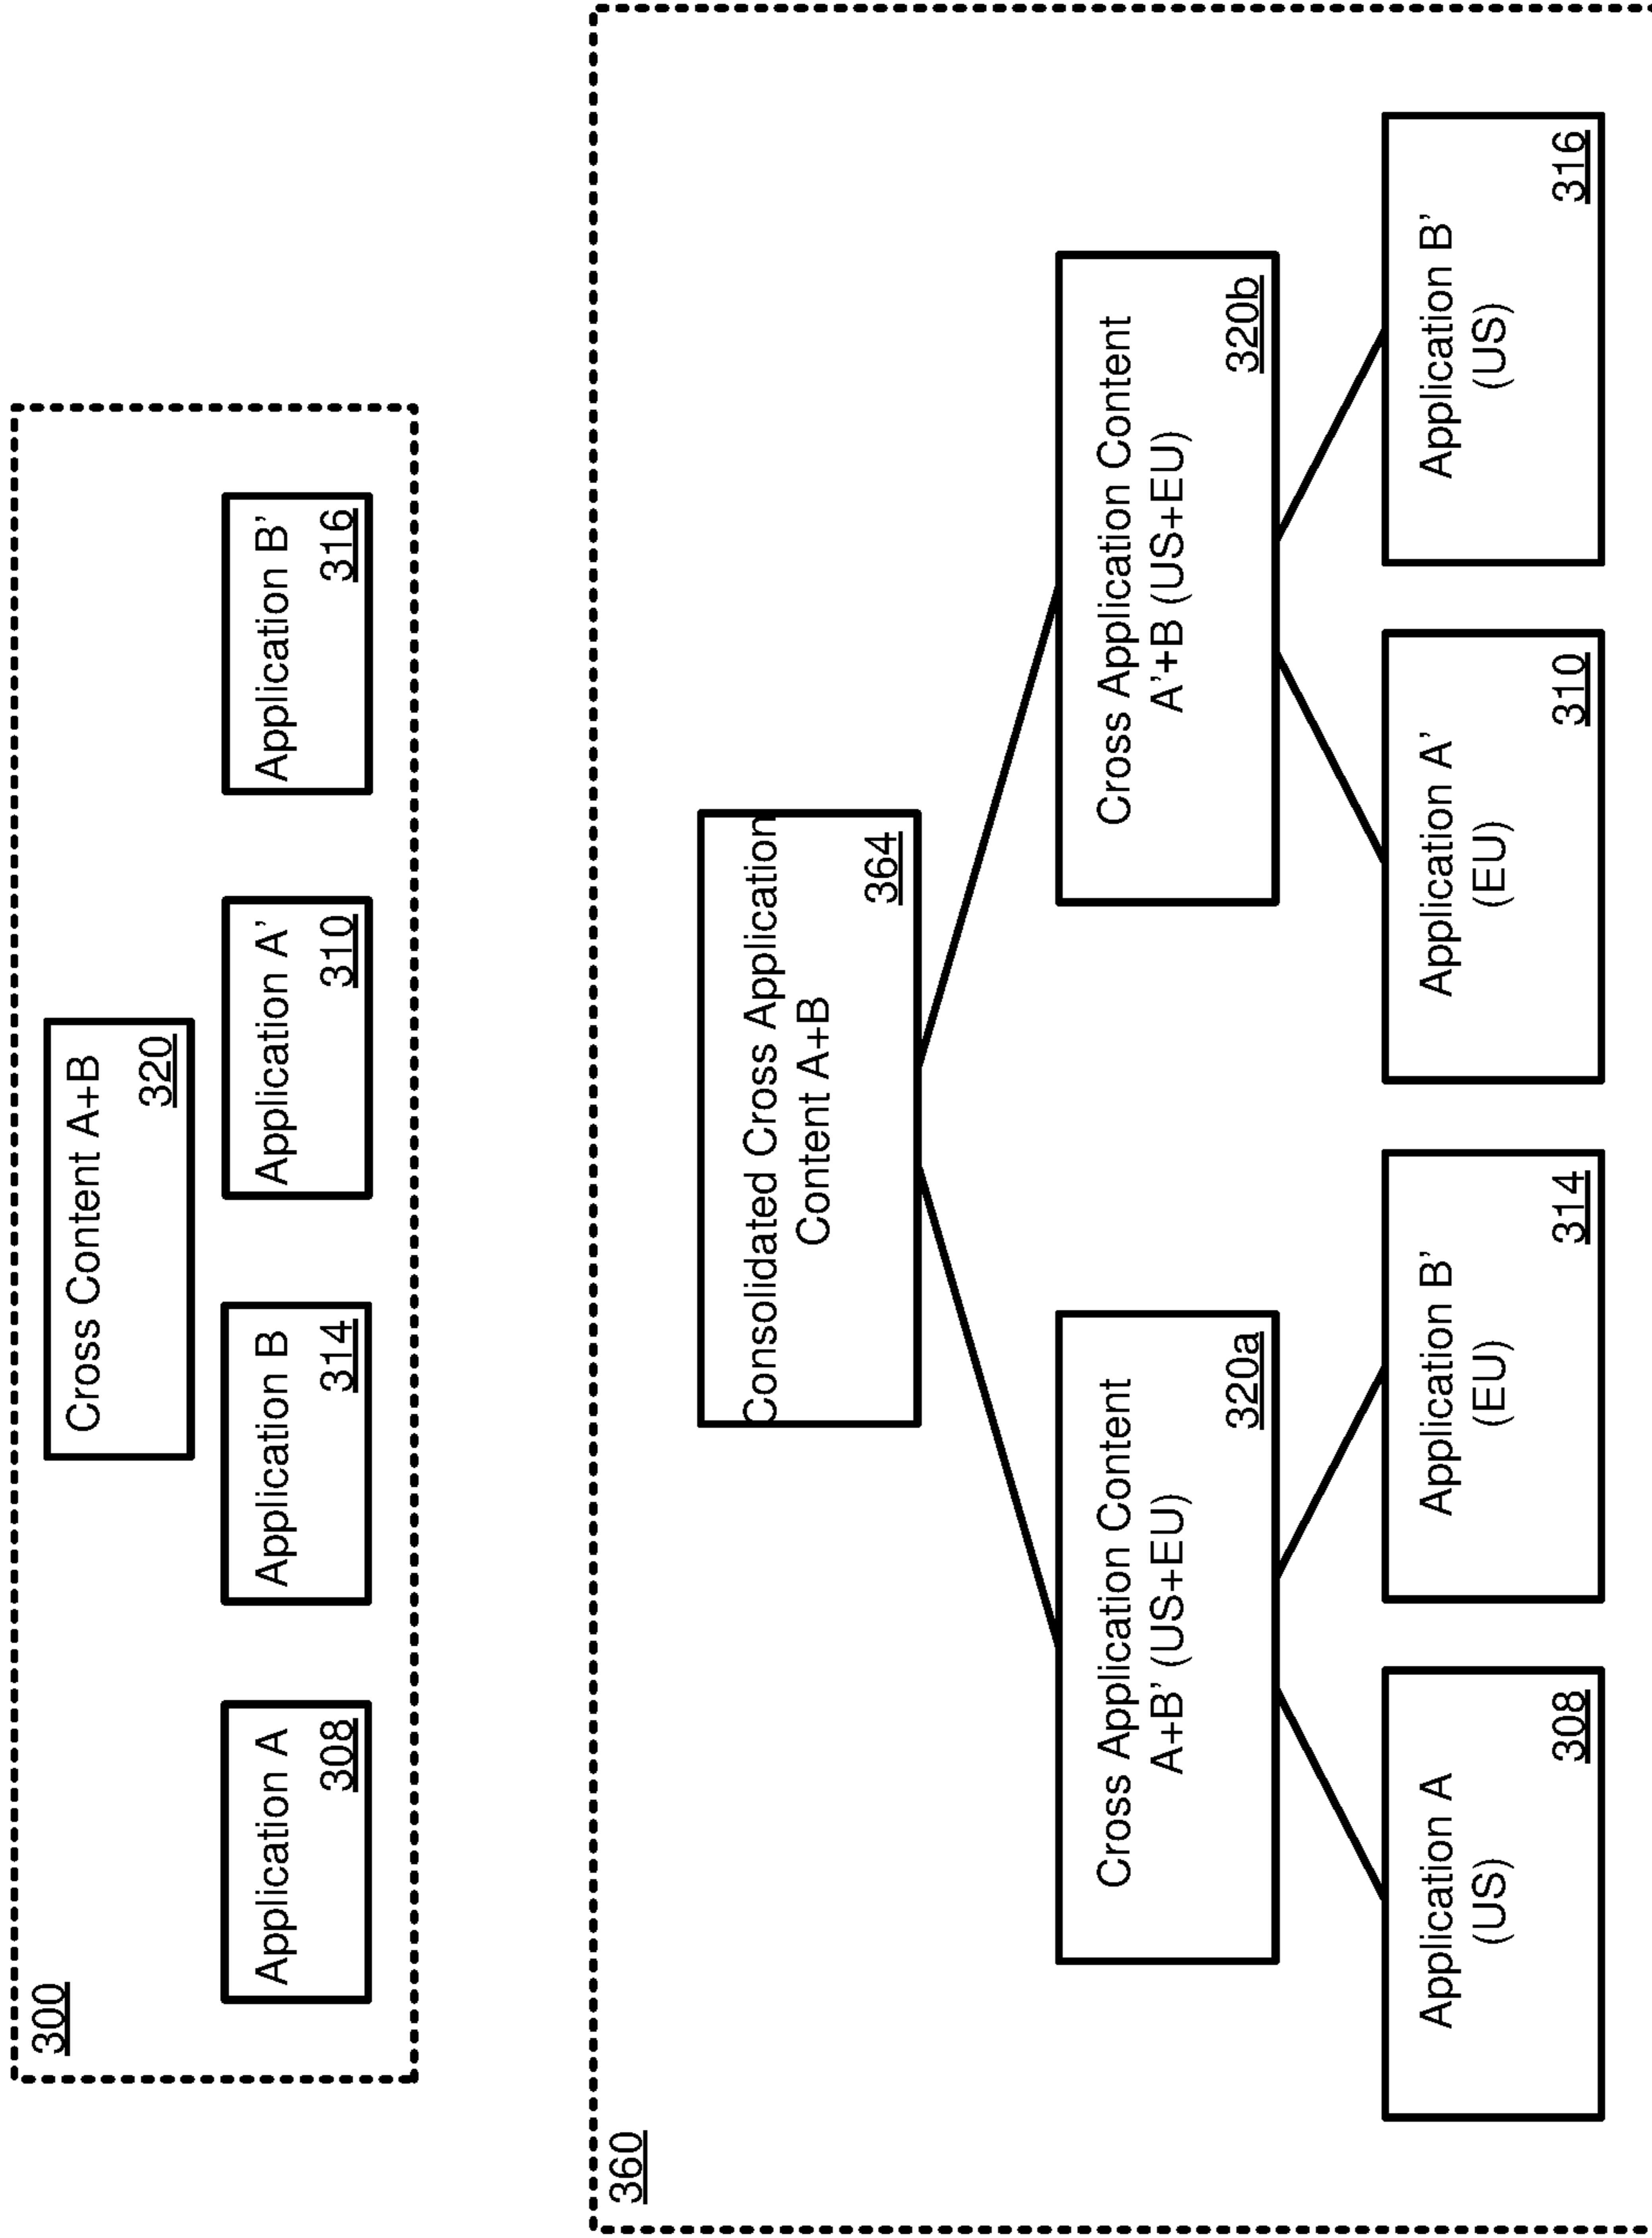 300
Cross Content A+B
320
Application A
308
Application B
314
Application A’
310
Application B’
316
360
Consolidated Cross Application
Content A+B
364
Cross Application Content
A+B’ (US+EU)
320a
Cross Application Content
A’+B (US+EU)
320b
Application A
(US)
308
Application B’
(EU)
314
Application A’
(EU)
310
Application B’
(US)
316